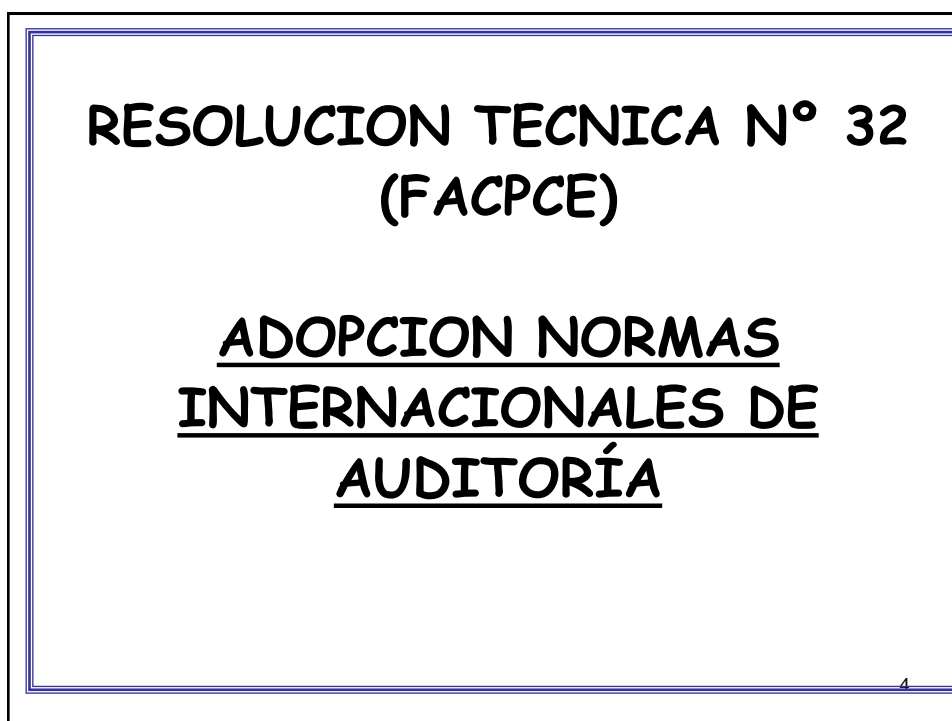 RESOLUCION TECNICA Nº 32
(FACPCE)
ADOPCION NORMAS
INTERNACIONALES DE
AUDITORÍA
4